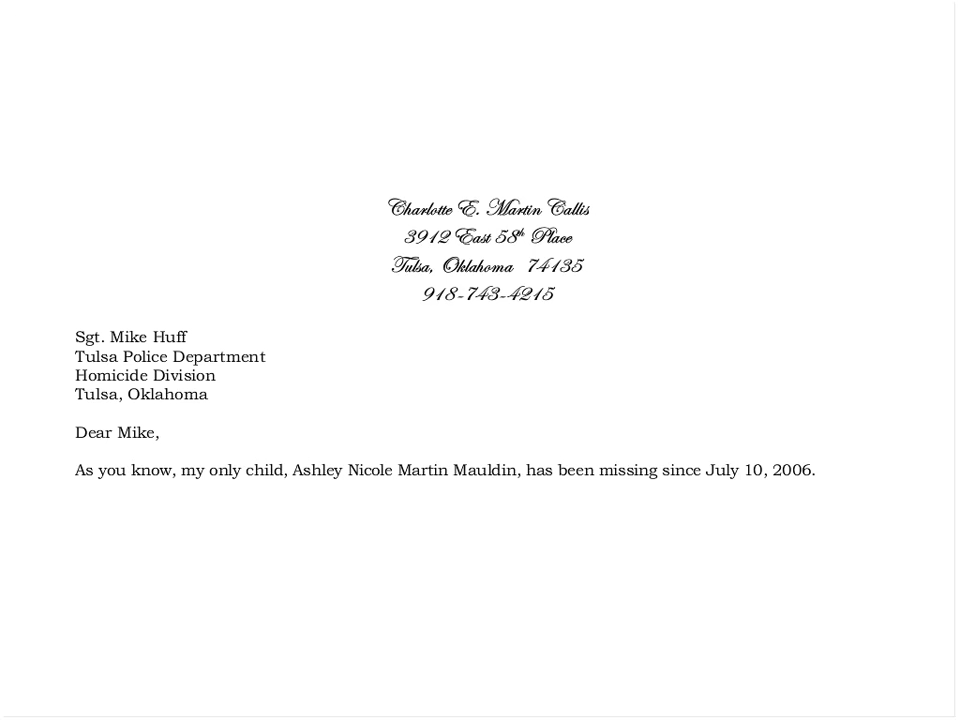 Charlotte E. Martin Callis
3912 East 58th Place
Tulsa, Oklahoma 74135
918-743-4215
Sgt. Mike Huff
Tulsa Police Department
Homicide Division
Tulsa, Oklahoma
Dear Mike,
As you know, my only child, Ashley Nicole Martin Mauldin, has been missing since July 10, 2006.